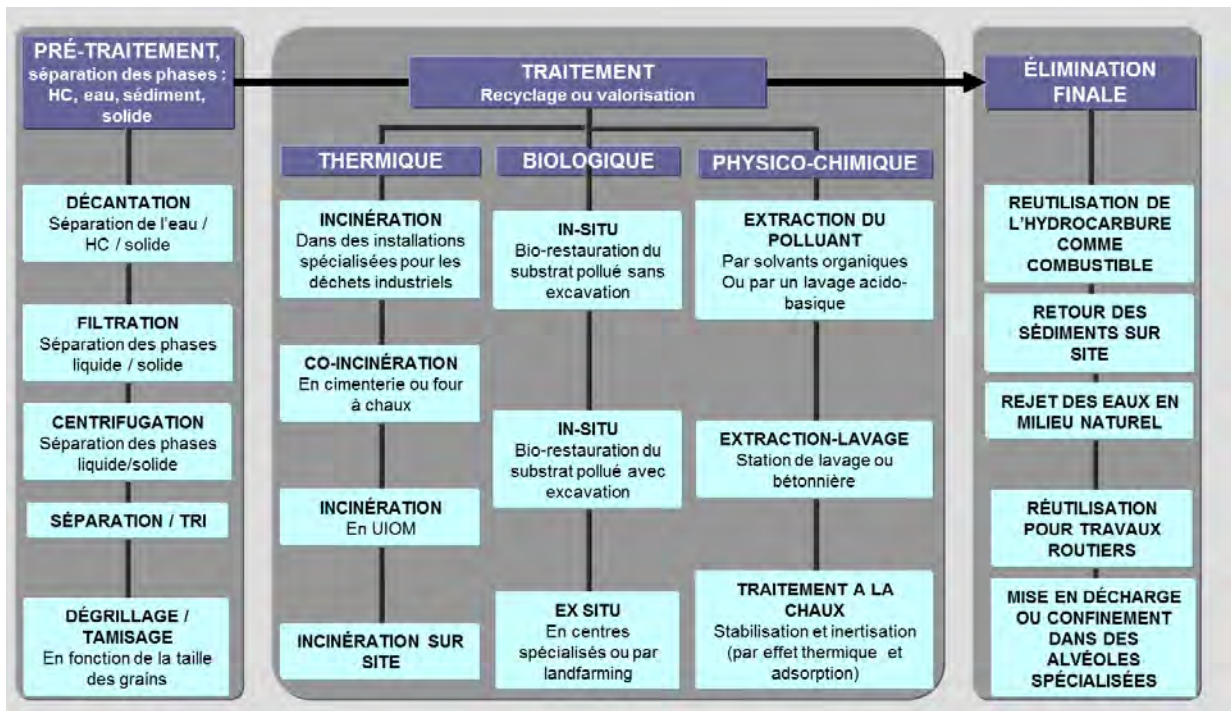 PRÉ-TRAITEMENT,
séparation des phases :
HC, eau, sédiment,
solide
DÉCANTATION
Séparation de l'eau /
HC / solide
FILTRATION
Séparation des phases
liquide / solide
CENTRIFUGATION
Séparation des phases
liquide/solide
SÉPARATION / TRI
DÉGRILLAGE /
TAMISAGE
En fonction de la taille
des grains
TRAITEMENT
Recyclage ou valorisation
THERMIQUE
INCINÉRATION
Dans des installations
spécialisées pour les
déchets industriels
CO-INCINÉRATION
En cimenterie ou four
à chaux
INCINÉRATION
En UIOM
INCINÉRATION SUR
SITE
BIOLOGIQUE
IN-SITU
Bio-restauration du
substrat pollué sans
excavation
IN-SITU
Bio-restauration du
substrat pollué avec
excavation
EX SITU
En centres
spécialisés ou par
landfarming
PHYSICO-CHIMIQUE
EXTRACTION DU
POLLUANT
Par solvants organiques
Ou par un lavage acido-
basique
EXTRACTION-LAVAGE
Station de lavage ou
bétonnière
TRAITEMENT A LA
CHAUX
Stabilisation et inertisation
(par effet thermique et
adsorption)
ÉLIMINATION
FINALE
REUTILISATION DE
L'HYDROCARBURE
COMME
COMBUSTIBLE
RETOUR DES
SÉDIMENTS SUR
SITE
REJET DES EAUX EN
MILIEU NATUREL
RÉUTILISATION
POUR TRAVAUX
ROUTIERS
MISE EN DÉCHARGE
OU CONFINEMENT
DANS DES
ALVÉOLES
SPÉCIALISÉES